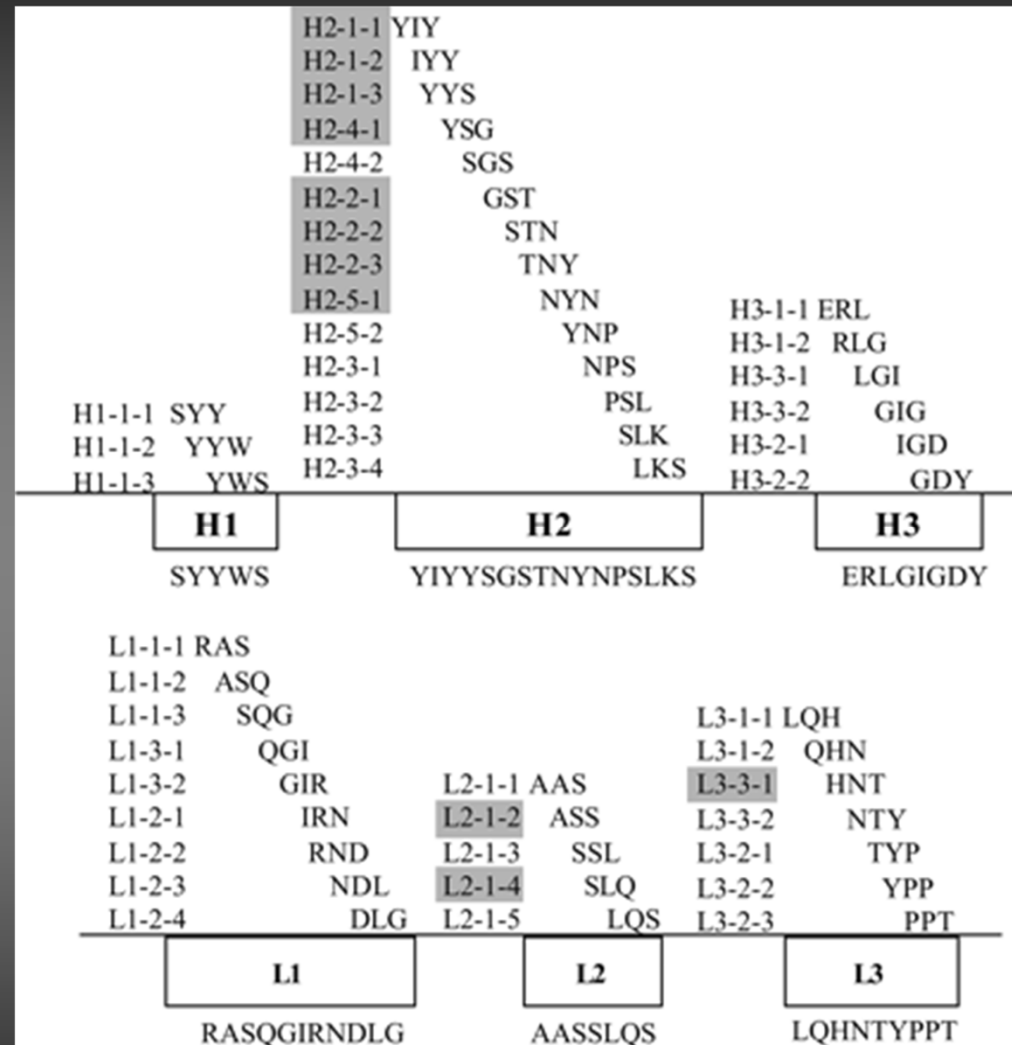 H2-1-1 YIY
H2-1-2 IYY
H2-1-3 YYS
H2-4-1 YSG
H2-4-2 SGS
H2-2-1 GST
H2-2-2 STN
H2-2-3 TNY
H2-5-1 NYN
H2-5-2 YNP
H2-3-1 NPS
H2-3-2 PSL
H2-3-3 SLK
H2-3-4 LKS
H1-1-1 SYY
H1-1-2 YYW
H1-1-3 YWS
H3-1-1 ERL
H3-1-2 RLG
H3-3-1 LGI
H3-3-2 GIG
H3-2-1 IGD
H3-2-2 GDY
H1 H2 H3
SYYWS YIYYSGSTNYNPSLKS ERLGIGDY
L1-1-1 RAS
L1-1-2 ASQ
L1-1-3 SQG
L1-3-1 QGI
L1-3-2 GIR
L1-2-1 IRN
L1-2-2 RND
L1-2-3 NDL
L1-2-4 DLG
L2-1-1 AAS
L2-1-2 ASS
L2-1-3 SSL
L2-1-4 SLQ
L2-1-5 LQS
L3-1-1 LQH
L3-1-2 QHN
L3-3-1 HNT
L3-3-2 NTY
L3-2-1 TYP
L3-2-2 YPP
L3-2-3 PPT
L1 L2 L3
RASQGIRNDLG AASSLQS LQHNTYPPT